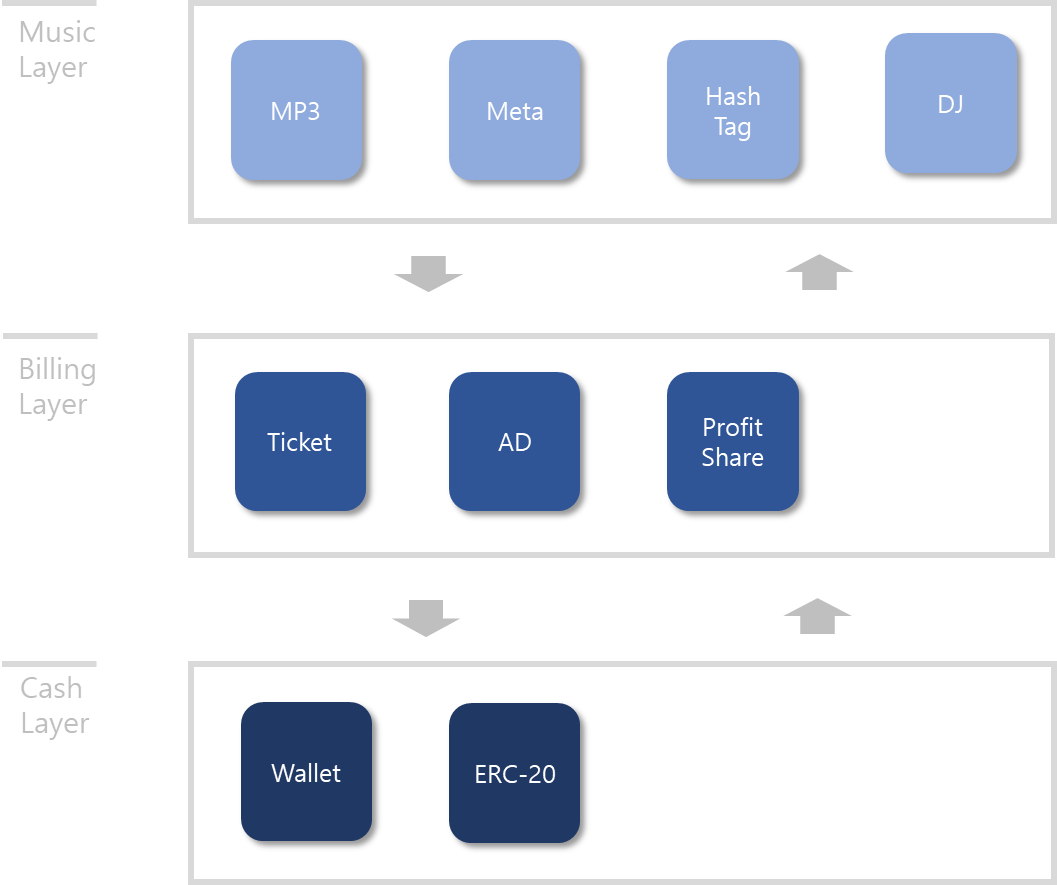 Music
Layer
MP3
Meta
Hash
Tag
DJ
Billing
Layer
Ticket
AD
Profit
Share
Cash
Layer
Wallet
ERC-20